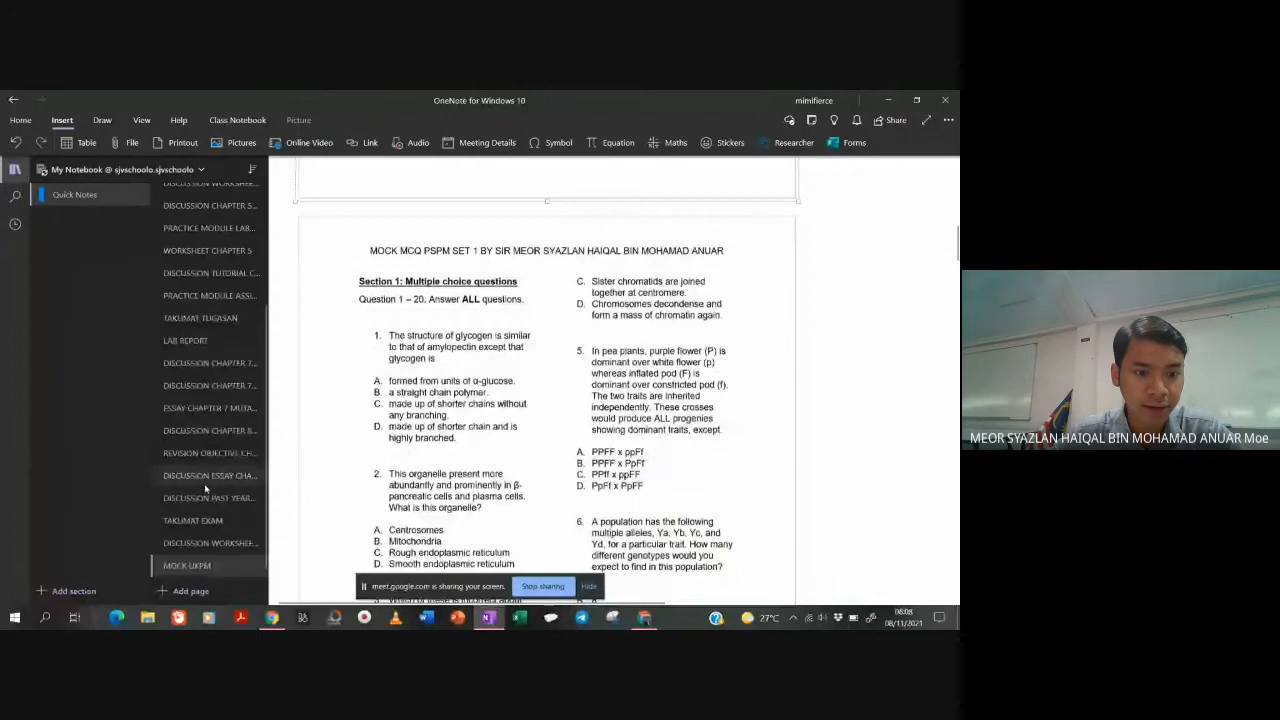 OneNote for Windows 10
mimifierce
Home
Insert
Draw
View
Help
Class Notebook
Picture
Share
Table
File
Printout
Pictures
Online Video
Link
Audio
Meeting Details
Symbol
Equation
Maths
Stickers
Researcher
Forms
My Notebook @ sjvschoolo.sjvschoolo
Quick Notes
DISCUSSION WORKSHEE...
DISCUSSION CHAPTER 5...
PRACTICE MODULE LAB...
WORKSHEET CHAPTER 5
DISCUSSION TUTORIAL C...
PRACTICE MODULE ASSI...
TAKLIMAT TUGASAN
LAB REPORT
DISCUSSION CHAPTER 7...
DISCUSSION CHAPTER 7...
ESSAY CHAPTER 7 MUTA...
DISCUSSION CHAPTER 8...
REVISION OBJECTIVE CH...
DISCUSSION ESSAY CHA...
DISCUSSION PAST YEAR...
TAKLIMAT EXAM
DISCUSSION WORKSHEE...
MOCK UKPM
Add section
Add page
MOCK MCQ PSPM SET 1 BY SIR MEOR SYAZLAN HAIQAL BIN MOHAMAD ANUAR
Section 1: Multiple choice questions
Question 1 – 20. Answer ALL questions.
1. The structure of glycogen is similar
to that of amylopectin except that
glycogen is
A. formed from units of α-glucose.
B. a straight chain polymer.
C. made up of shorter chains without
any branching.
D. made up of shorter chain and is
highly branched.
2. This organelle present more
abundantly and prominently in β-
pancreatic cells and plasma cells.
What is this organelle?
A. Centrosomes
B. Mitochondria
C. Rough endoplasmic reticulum
D. Smooth endoplasmic reticulum
C. Sister chromatids are joined
together at centromere.
D. Chromosomes decondense and
form a mass of chromatin again.
5. In pea plants, purple flower (P) is
dominant over white flower (p)
whereas inflated pod (F) is
dominant over constricted pod (f).
The two traits are inherited
independently. These crosses
would produce ALL progenies
showing dominant traits, except.
A. PPFF x ppFf
B. PPFF x PpFf
C. PPff x ppFF
D. PpFf x PpFF
6. A population has the following
multiple alleles, Ya, Yb, Yc, and
Yd, for a particular trait. How many
different genotypes would you
expect to find in this population?
meet.google.com is sharing your screen.
Stop sharing
Hide
27°C
08:08
08/11/2021
MEOR SYAZLAN HAIQAL BIN MOHAMAD ANUAR Moe